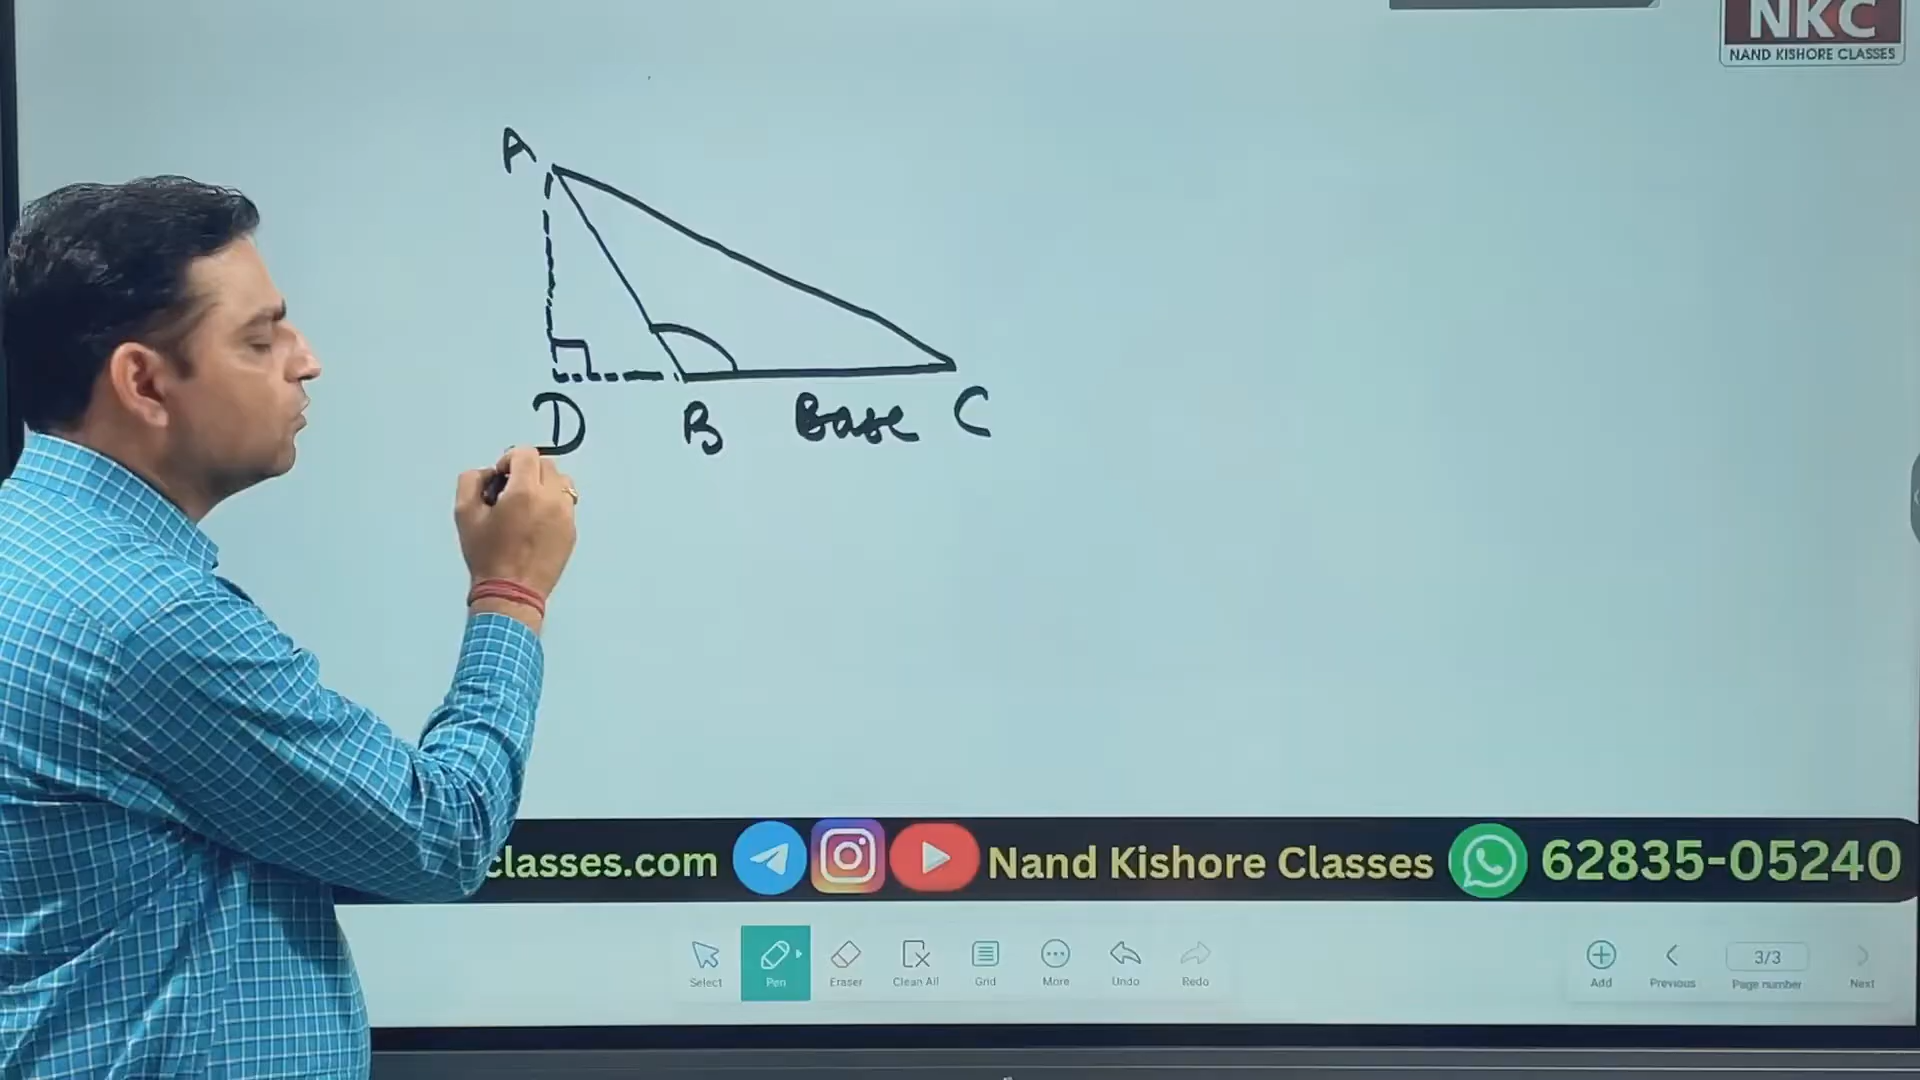 NKC
NAND KISHORE CLASSES
A
D B Base C
classes.com Nand Kishore Classes 62835-05240
Select Pen Eraser Clean All Grid More Undo Redo Add Previous 3/3 Page number Next